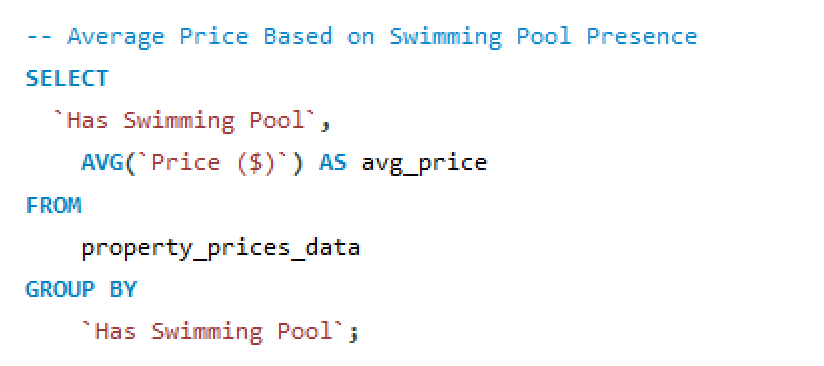 -- Average Price Based on Swimming Pool Presence
SELECT
  `Has Swimming Pool`,
    AVG(`Price ($)`) AS avg_price
FROM
    property_prices_data
GROUP BY
    `Has Swimming Pool`;